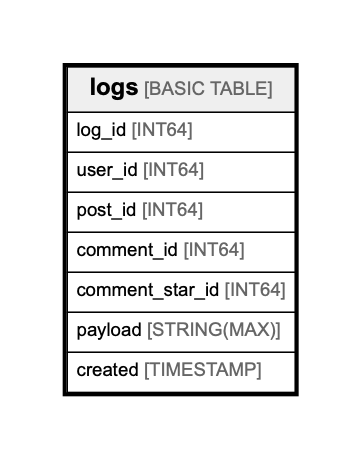 logs [BASIC TABLE]
log_id [INT64]
user_id [INT64]
post_id [INT64]
comment_id [INT64]
comment_star_id [INT64]
payload [STRING(MAX)]
created [TIMESTAMP]